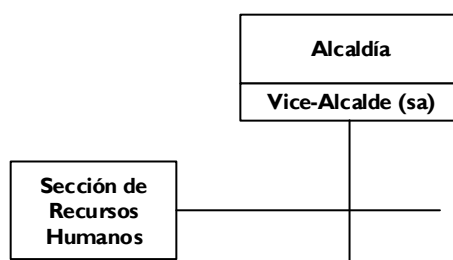 Alcaldía
Vice-Alcalde (sa)
Sección de
Recursos
Humanos